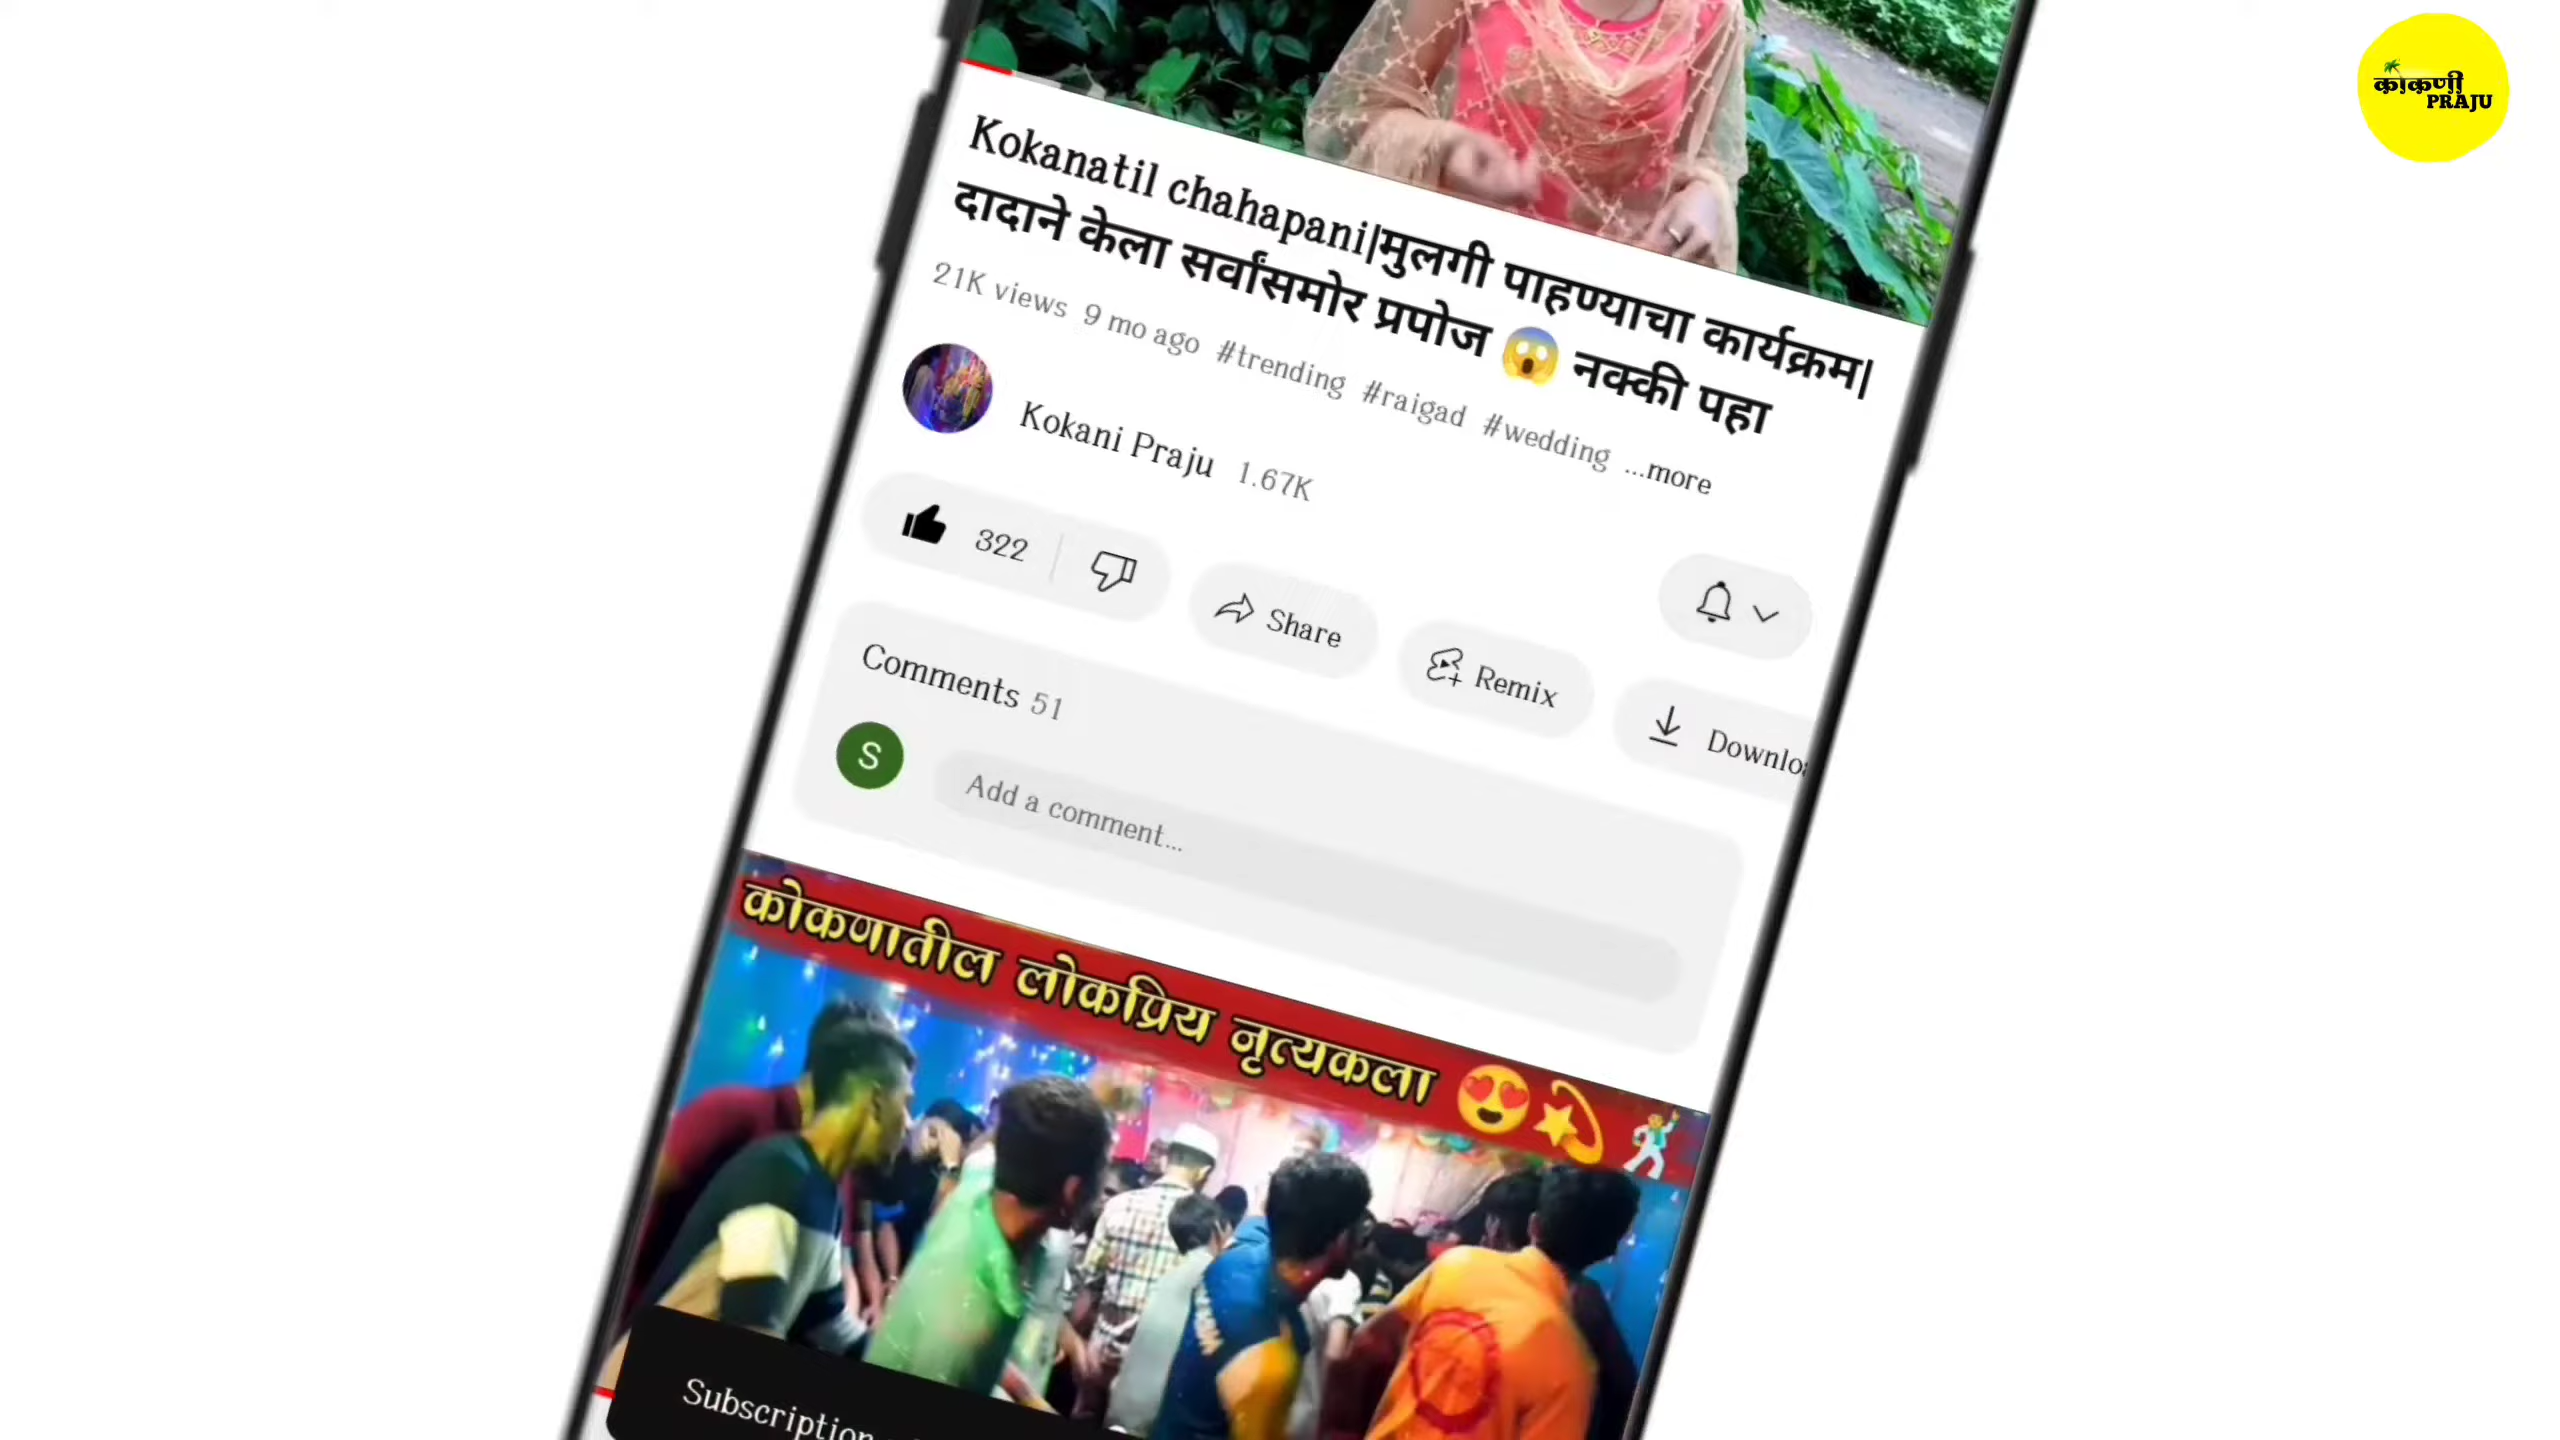 कोकणी
PRAJU
Kokanatil chahapani|मुलगी पाहण्याचा कार्यक्रम|
दादाने केला सर्वांसमोर प्रपोज 😱 नक्की पहा
21K views 9 mo ago #trending #raigad #wedding ...more
Kokani Praju 1.67K
322
Share
Remix
Comments 51
S
Add a comment...
कोकणातील लोकप्रिय नृत्यकला 😍💫🕺
Subscription